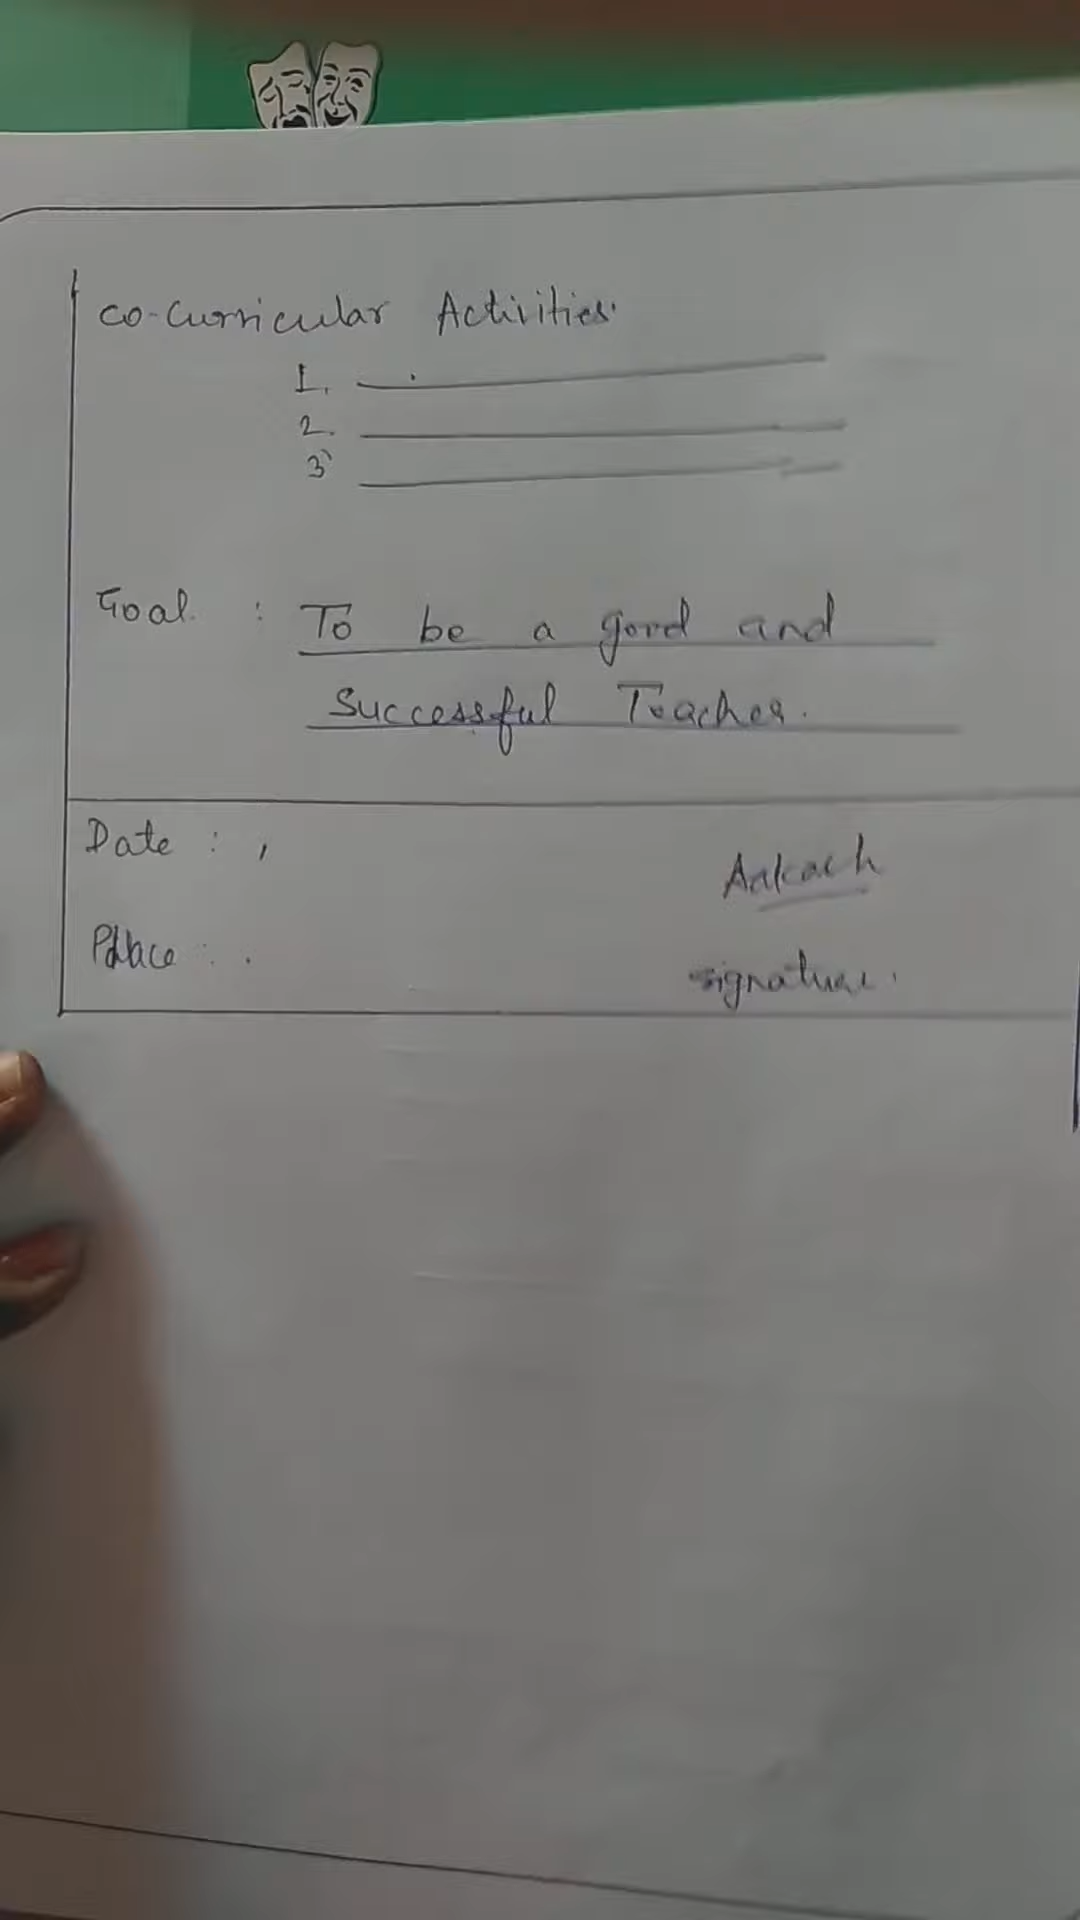 Co-Curricular Activities.
1.
2.
3
Goal : To be a good and
Successful Teacher.
Date :
Aakash
Place :
signature.